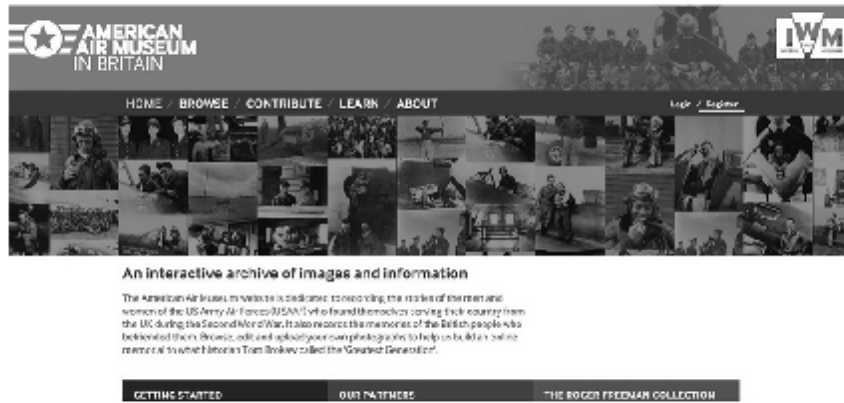 AMERICAN
AIR MUSEUM
IN BRITAIN
IWM
HOME / BROWSE / CONTRIBUTE / LEARN / ABOUT
Login / Register
An interactive archive of images and information
The American Air Museum website is dedicated to recording the stories of the men and
women of the US Army Air Forces (USAAF) who found themselves serving their country from
the UK during the Second World War. It also records the memories of the British people who
befriended them. Browse, edit and upload your own photographs to help us build an online
memorial to what historian Tom Brokaw called the 'Greatest Generation'.
GETTING STARTED
OUR PARTNERS
THE ROGER FREEMAN COLLECTION